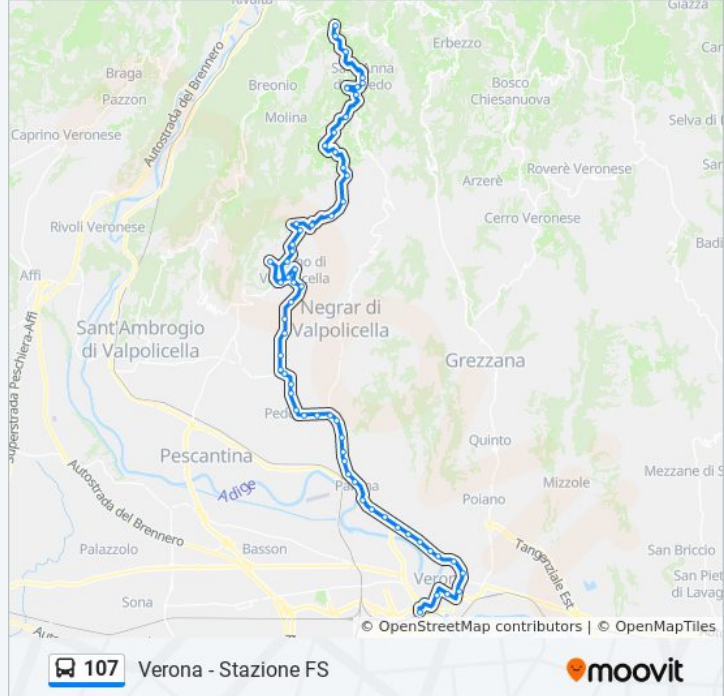 Rivalta
Giazza
Erbezzo
Car
Braga
Pazzon
Breonio
Bosco
Chiesanuova
Molina
Selva di
Caprino Veronese
Autostrada del Brennero
Roverè Veronese
San
Arzerè
Cerro Veronese
Rivoli Veronese
Badi
Affi
Negrar di
Valpolicella
Sant'Ambrogio
di Valpolicella
Grezzana
Superstrada Peschiera-Affi
Quinto
Pescantina
Mezzane di S
Mizzole
Adige
Poiano
Autostrada del Brennero
Palazzolo
Basson
Tangenziale Est
San Briccio
San Piet
di Lavag
Sona
© OpenStreetMap contributors | © OpenMapTiles
107 Verona - Stazione FS
moovit